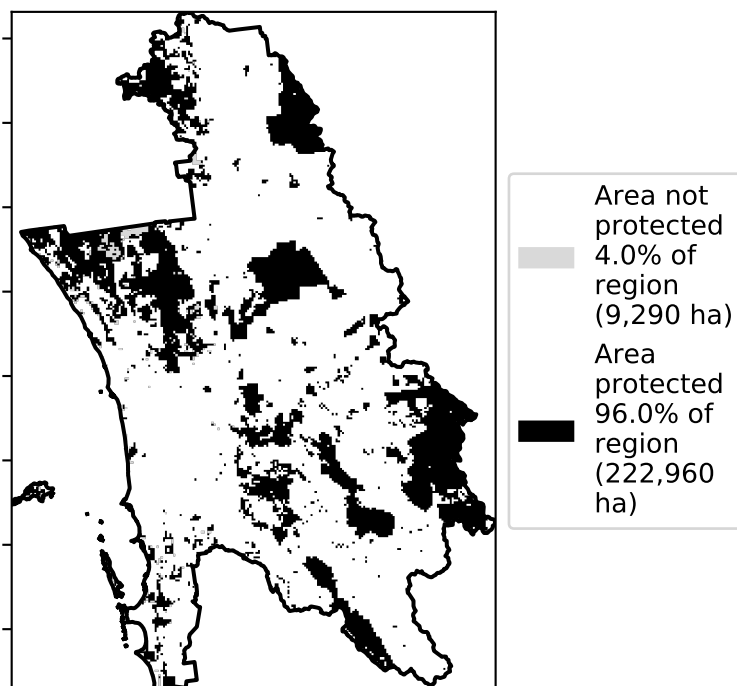 Area not
protected
4.0% of
region
(9,290 ha)
Area
protected
96.0% of
region
(222,960
ha)